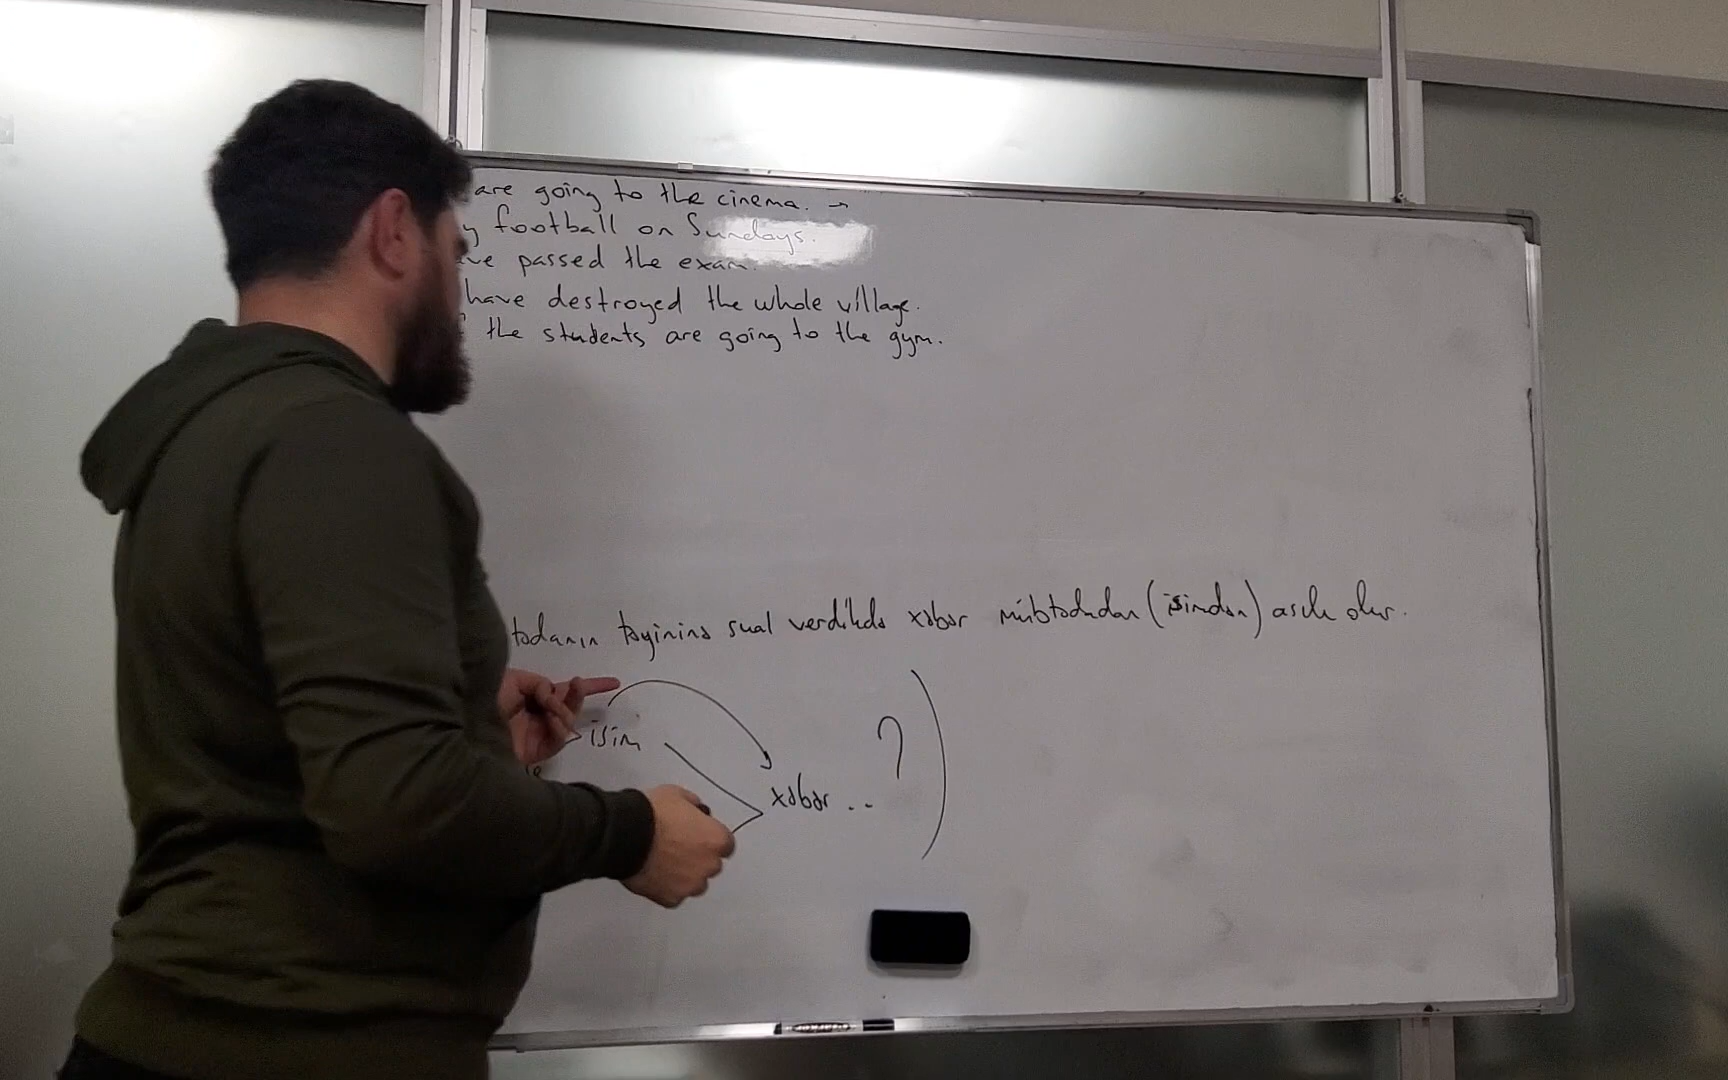 are going to the cinema. →
y football on Sundays.
ve passed the exam.
have destroyed the whole village.
the students are going to the gym.
tədanın təyininə sual verdikdə xəbər mübtədadan (isimdən) asılı olur.
isim
xəbər .. ?